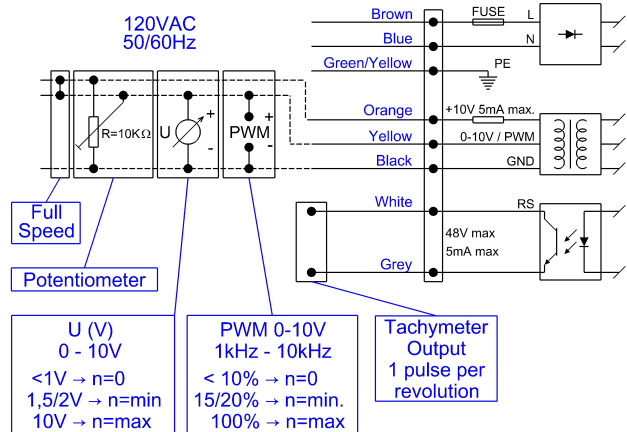 120VAC
50/60Hz
Brown
FUSE
L
Blue
N
Green/Yellow
PE
Orange
+10V 5mA max.
Yellow
0-10V / PWM
Black
GND
R=10KΩ
U
+
-
PWM
+
-
White
RS
48V max
5mA max
Grey
Full
Speed
Potentiometer
U (V)
0 - 10V
<1V → n=0
1,5/2V → n=min
10V → n=max
PWM 0-10V
1kHz - 10kHz
< 10% → n=0
15/20% → n=min.
100% → n=max
Tachymeter
Output
1 pulse per
revolution